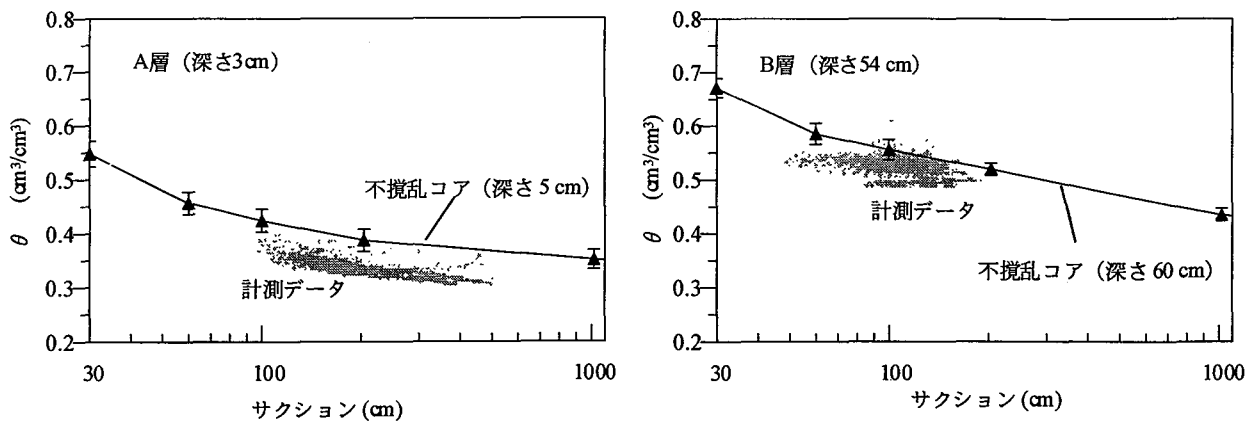 0.8
0.7
0.6
0.5
0.4
0.3
0.2
θ (cm³/cm³)
A層（深さ3cm）
不撹乱コア（深さ 5 cm）
計測データ
30
100
1000
サクション (cm)
0.8
0.7
0.6
0.5
0.4
0.3
0.2
θ (cm³/cm³)
B層（深さ54 cm）
計測データ
不撹乱コア（深さ 60 cm）
30
100
1000
サクション (cm)